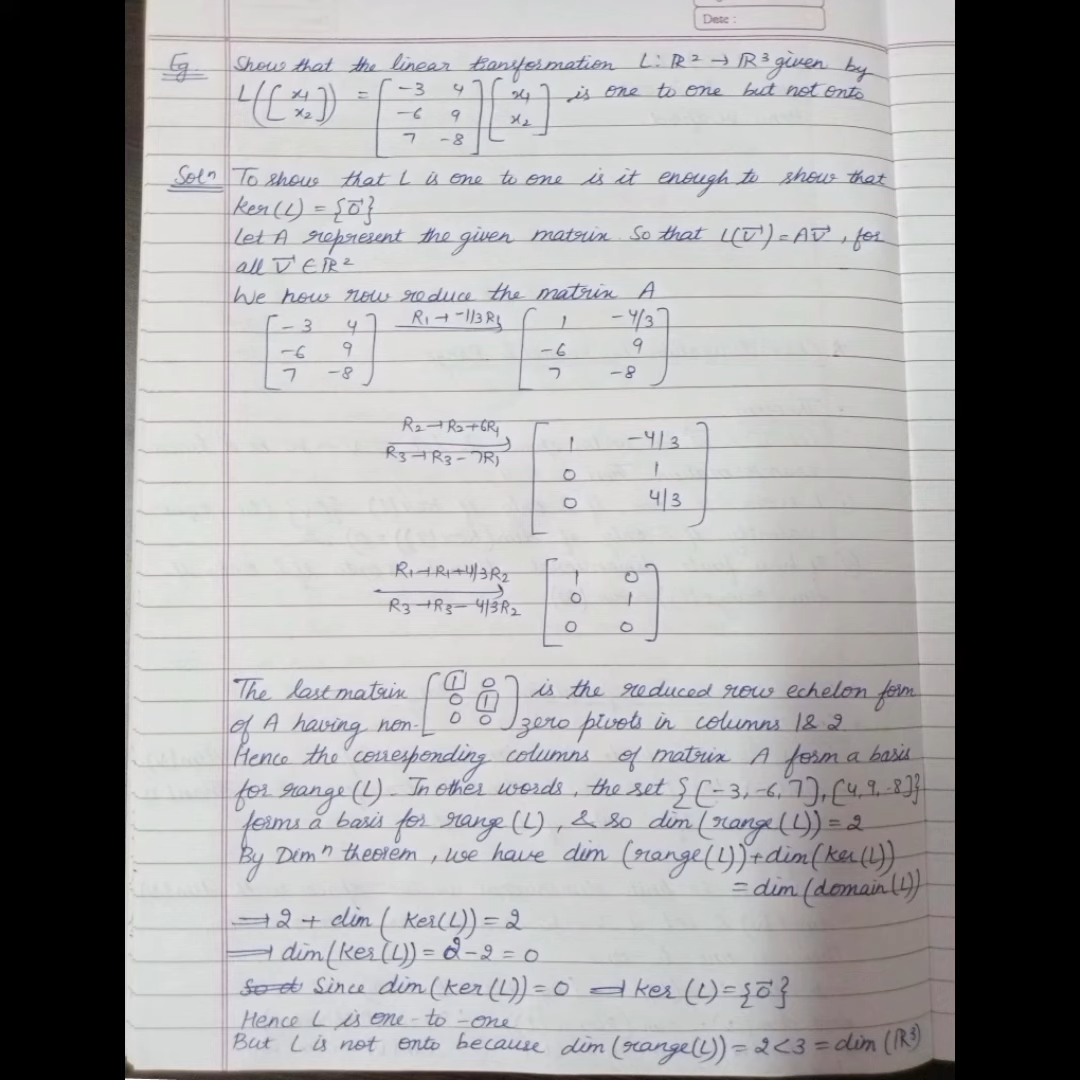 Date :
Eg. Show that the linear transformation L: ℝ² → ℝ³ given by
L([x₁ x₂]) = [-3 4 -6 9 7 -8] [x₁ x₂] is one to one but not onto
Solⁿ To show that L is one to one is it enough to show that
Ker(L) = {0⃗}
Let A represent the given matrix. So that L(v⃗) = Av⃗, for
all v⃗ ∈ ℝ²
We now row reduce the matrix A
R₁ → -1/3R₁
[-3 4 [1 -4/3
-6 9 -6 9
7 -8] 7 -8]
R₂ → R₂+6R₁
R₃ → R₃-7R₁
[1 -4/3
0 1
0 4/3]
R₁ → R₁+4/3R₂
R₃ → R₃-4/3R₂
[1 0
0 1
0 0]
The last matrix [1 0 0 1 0 0] is the reduced row echelon form
of A having non-zero pivots in columns 1 & 2
Hence the corresponding columns of matrix A form a basis
for range(L). In other words, the set {[-3, -6, 7], [4, 9, -8]}
forms a basis for range(L), & so dim(range(L)) = 2
By Dimⁿ theorem, we have dim (range(L)) + dim(Ker(L))
= dim (domain(L))
⟹ 2 + dim( Ker(L)) = 2
⟹ dim(Ker(L)) = 2-2 = 0
Since dim(Ker(L)) = 0 ⟹ Ker (L) = {0⃗}
Hence L is one-to-one
But L is not onto because dim (range(L)) = 2 < 3 = dim (ℝ³)